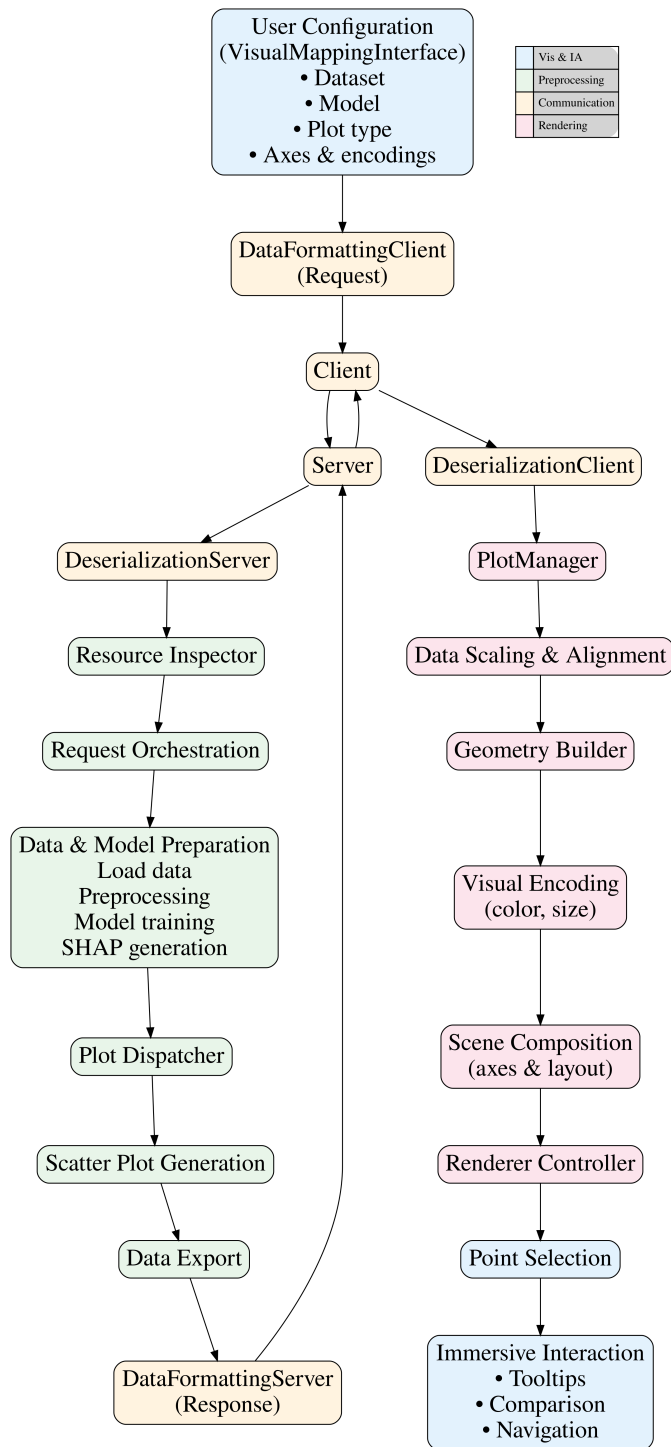 User Configuration
(VisualMappingInterface)
• Dataset
• Model
• Plot type
• Axes & encodings
Vis & IA
Preprocessing
Communication
Rendering
DataFormattingClient
(Request)
Client
Server
DeserializationClient
DeserializationServer
PlotManager
Resource Inspector
Data Scaling & Alignment
Request Orchestration
Geometry Builder
Data & Model Preparation
Load data
Preprocessing
Model training
SHAP generation
Visual Encoding
(color, size)
Plot Dispatcher
Scene Composition
(axes & layout)
Scatter Plot Generation
Renderer Controller
Data Export
Point Selection
DataFormattingServer
(Response)
Immersive Interaction
• Tooltips
• Comparison
• Navigation